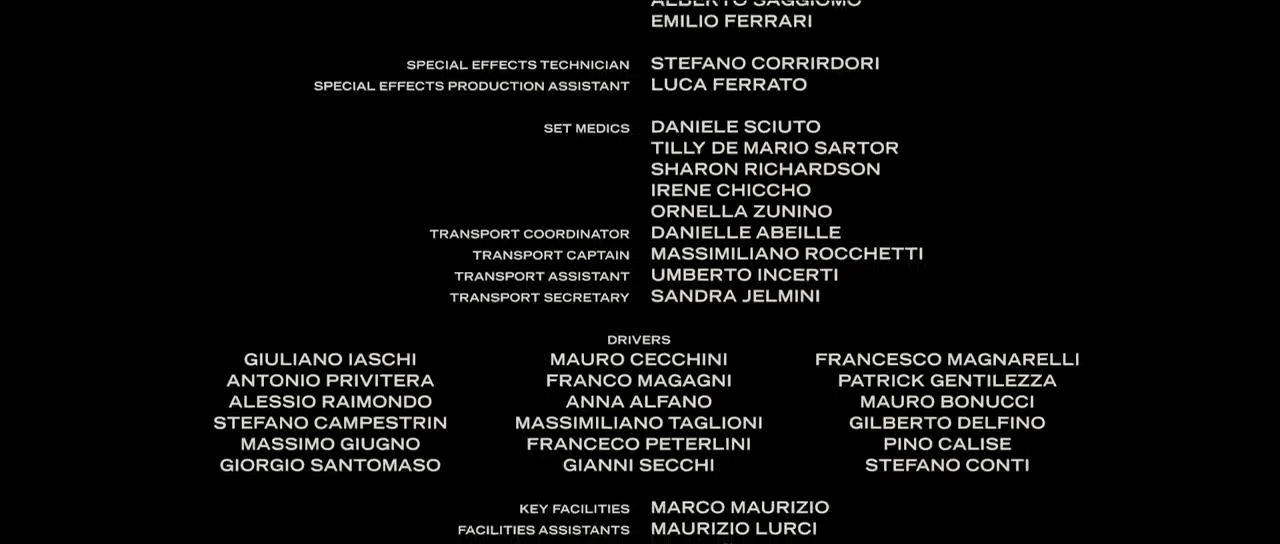 ALBERTO SAGGIOMO
EMILIO FERRARI
SPECIAL EFFECTS TECHNICIAN STEFANO CORRIRDORI
SPECIAL EFFECTS PRODUCTION ASSISTANT LUCA FERRATO
SET MEDICS DANIELE SCIUTO
TILLY DE MARIO SARTOR
SHARON RICHARDSON
IRENE CHICCHO
ORNELLA ZUNINO
TRANSPORT COORDINATOR DANIELLE ABEILLE
TRANSPORT CAPTAIN MASSIMILIANO ROCCHETTI
TRANSPORT ASSISTANT UMBERTO INCERTI
TRANSPORT SECRETARY SANDRA JELMINI
DRIVERS
GIULIANO IASCHI MAURO CECCHINI FRANCESCO MAGNARELLI
ANTONIO PRIVITERA FRANCO MAGAGNI PATRICK GENTILEZZA
ALESSIO RAIMONDO ANNA ALFANO MAURO BONUCCI
STEFANO CAMPESTRIN MASSIMILIANO TAGLIONI GILBERTO DELFINO
MASSIMO GIUGNO FRANCECO PETERLINI PINO CALISE
GIORGIO SANTOMASO GIANNI SECCHI STEFANO CONTI
KEY FACILITIES MARCO MAURIZIO
FACILITIES ASSISTANTS MAURIZIO LURCI